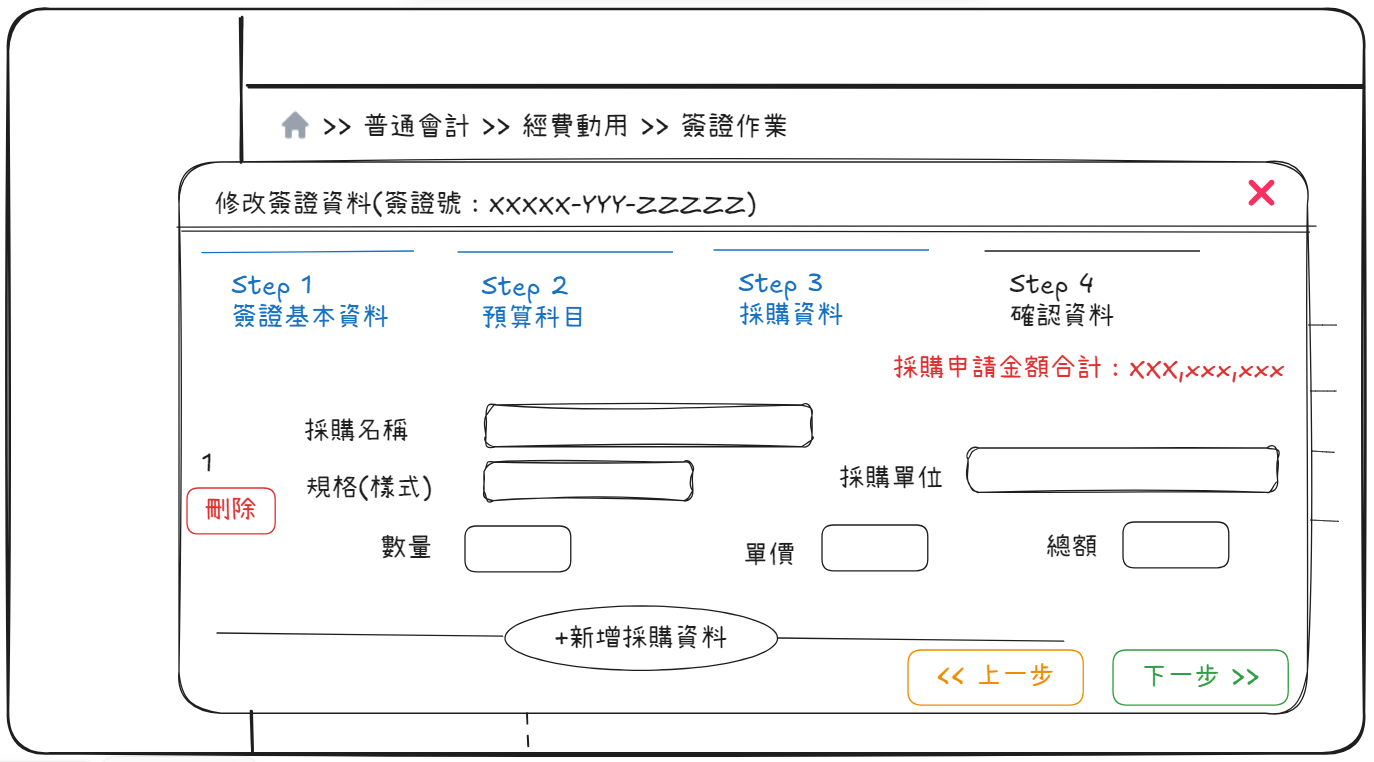 >> 普通會計 >> 經費動用 >> 簽證作業
修改簽證資料(簽證號：XXXXX-YYY-ZZZZZ)
Step 1
簽證基本資料
Step 2
預算科目
Step 3
採購資料
Step 4
確認資料
採購申請金額合計：XXX,xxx,xxx
1
刪除
採購名稱
規格(樣式)
採購單位
數量
單價
總額
+新增採購資料
<< 上一步
下一步 >>